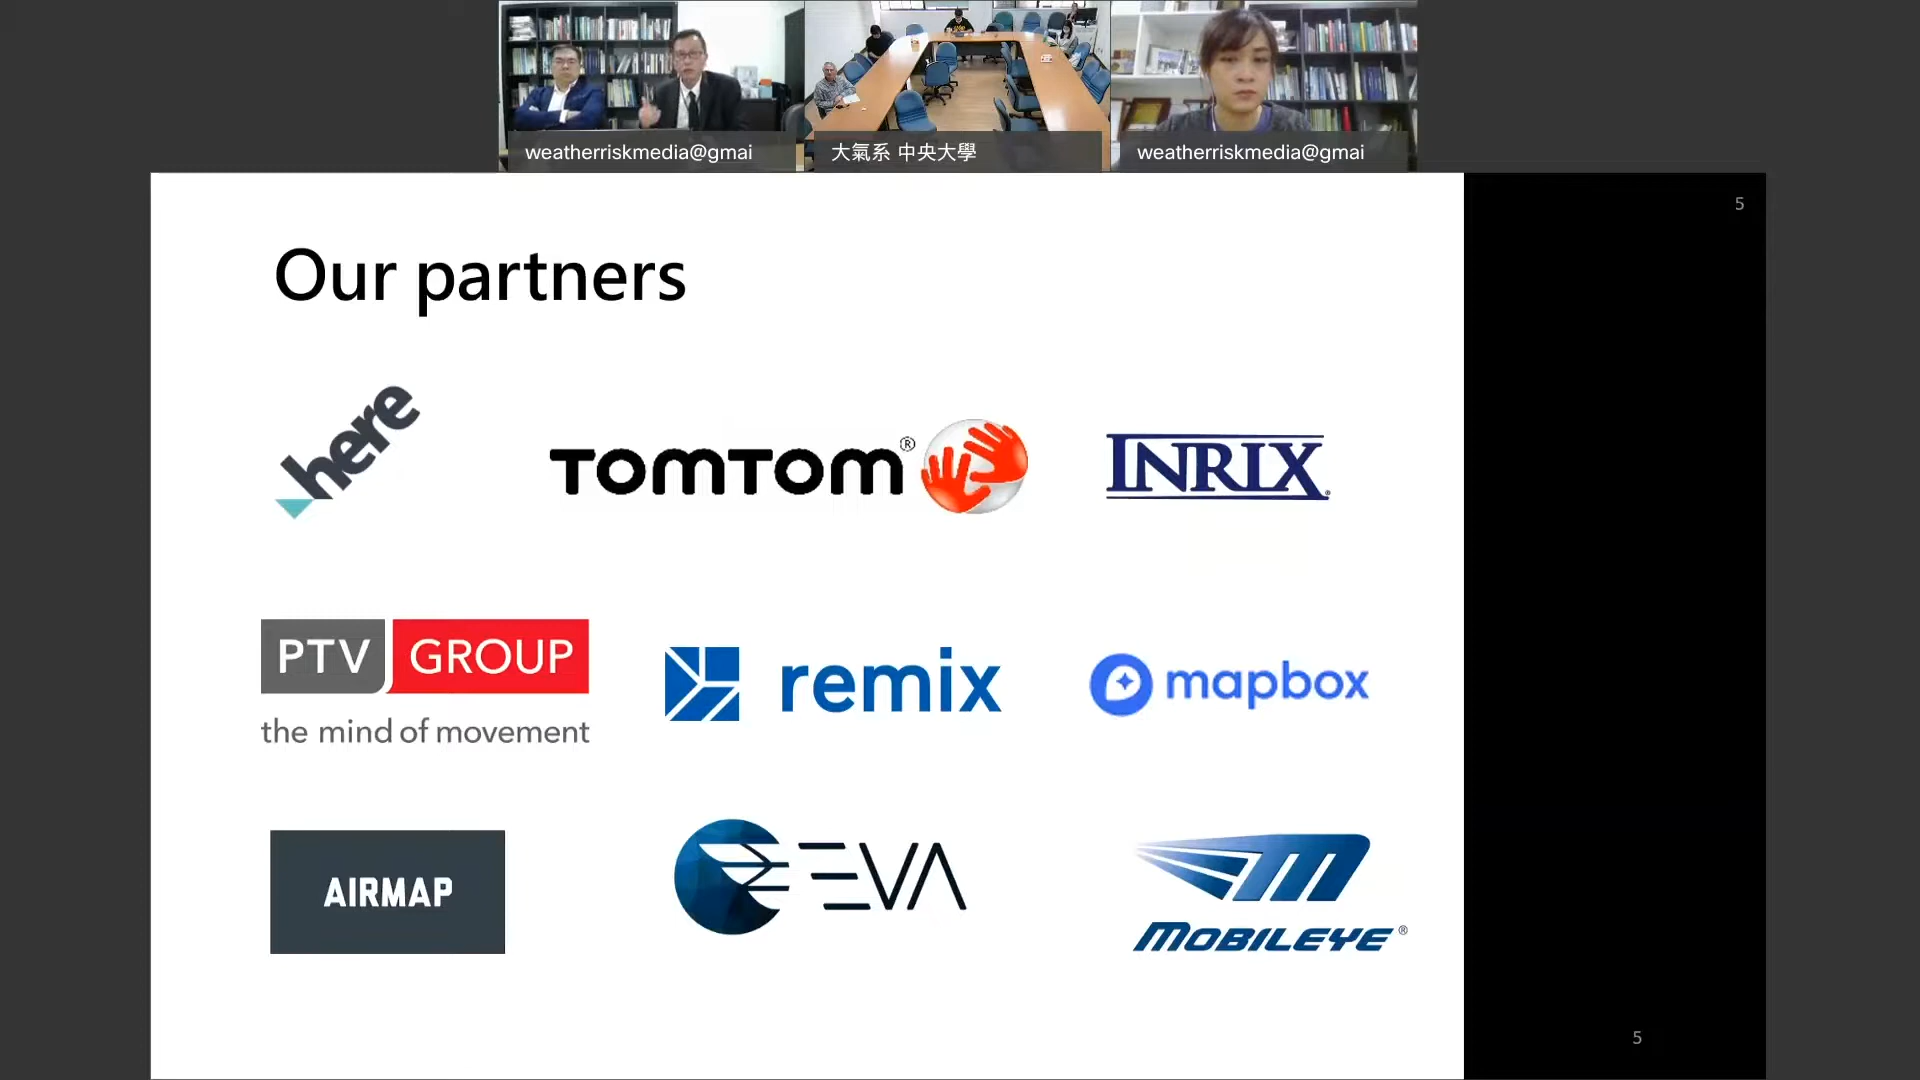 weatherriskmedia@gmai
大氣系 中央大學
weatherriskmedia@gmai
5
Our partners
here
TOMTOM®
INRIX
PTV GROUP
the mind of movement
remix
mapbox
AIRMAP
EVA
MOBILEYE®
5